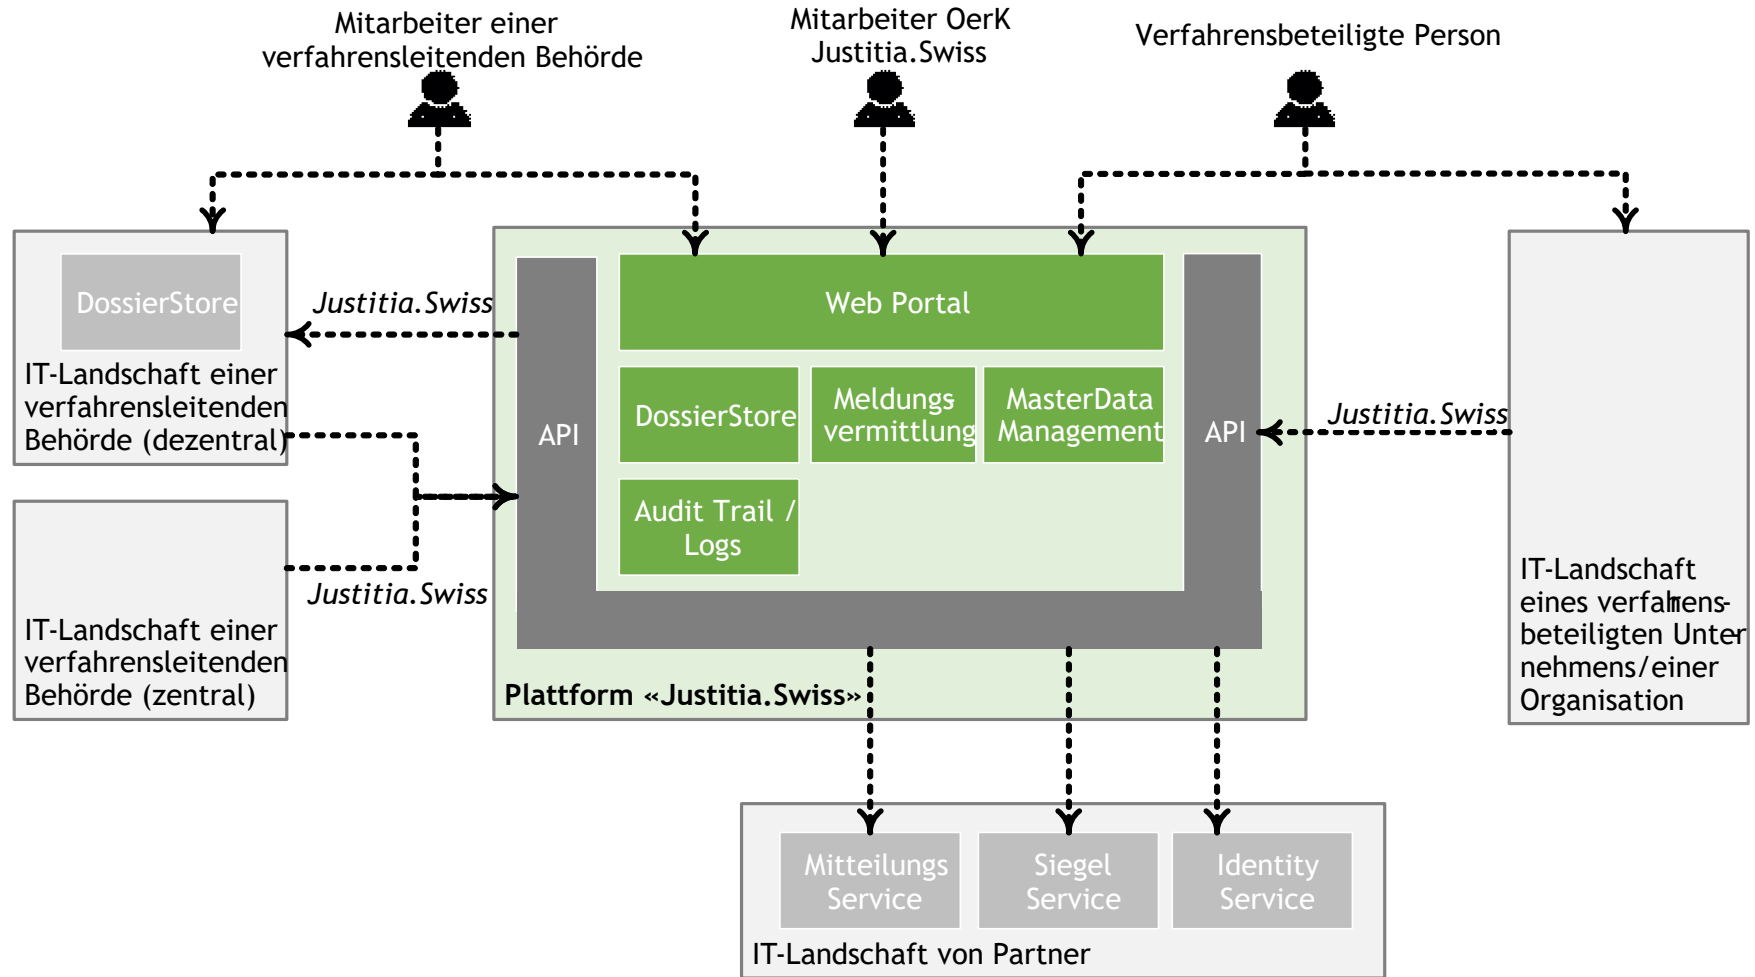 Mitarbeiter einer
verfahrensleitenden Behörde
Mitarbeiter OerK
Justitia.Swiss
Verfahrensbeteiligte Person
DossierStore
IT-Landschaft einer
verfahrensleitenden
Behörde (dezentral)
Justitia.Swiss
IT-Landschaft einer
verfahrensleitenden
Behörde (zentral)
Justitia.Swiss
API
Web Portal
DossierStore
Meldungs-
vermittlung
MasterData
Management
Audit Trail /
Logs
API
Plattform «Justitia.Swiss»
Justitia.Swiss
IT-Landschaft
eines verfahrens-
beteiligten Unter-
nehmens/einer
Organisation
Mitteilungs
Service
Siegel
Service
Identity
Service
IT-Landschaft von Partner